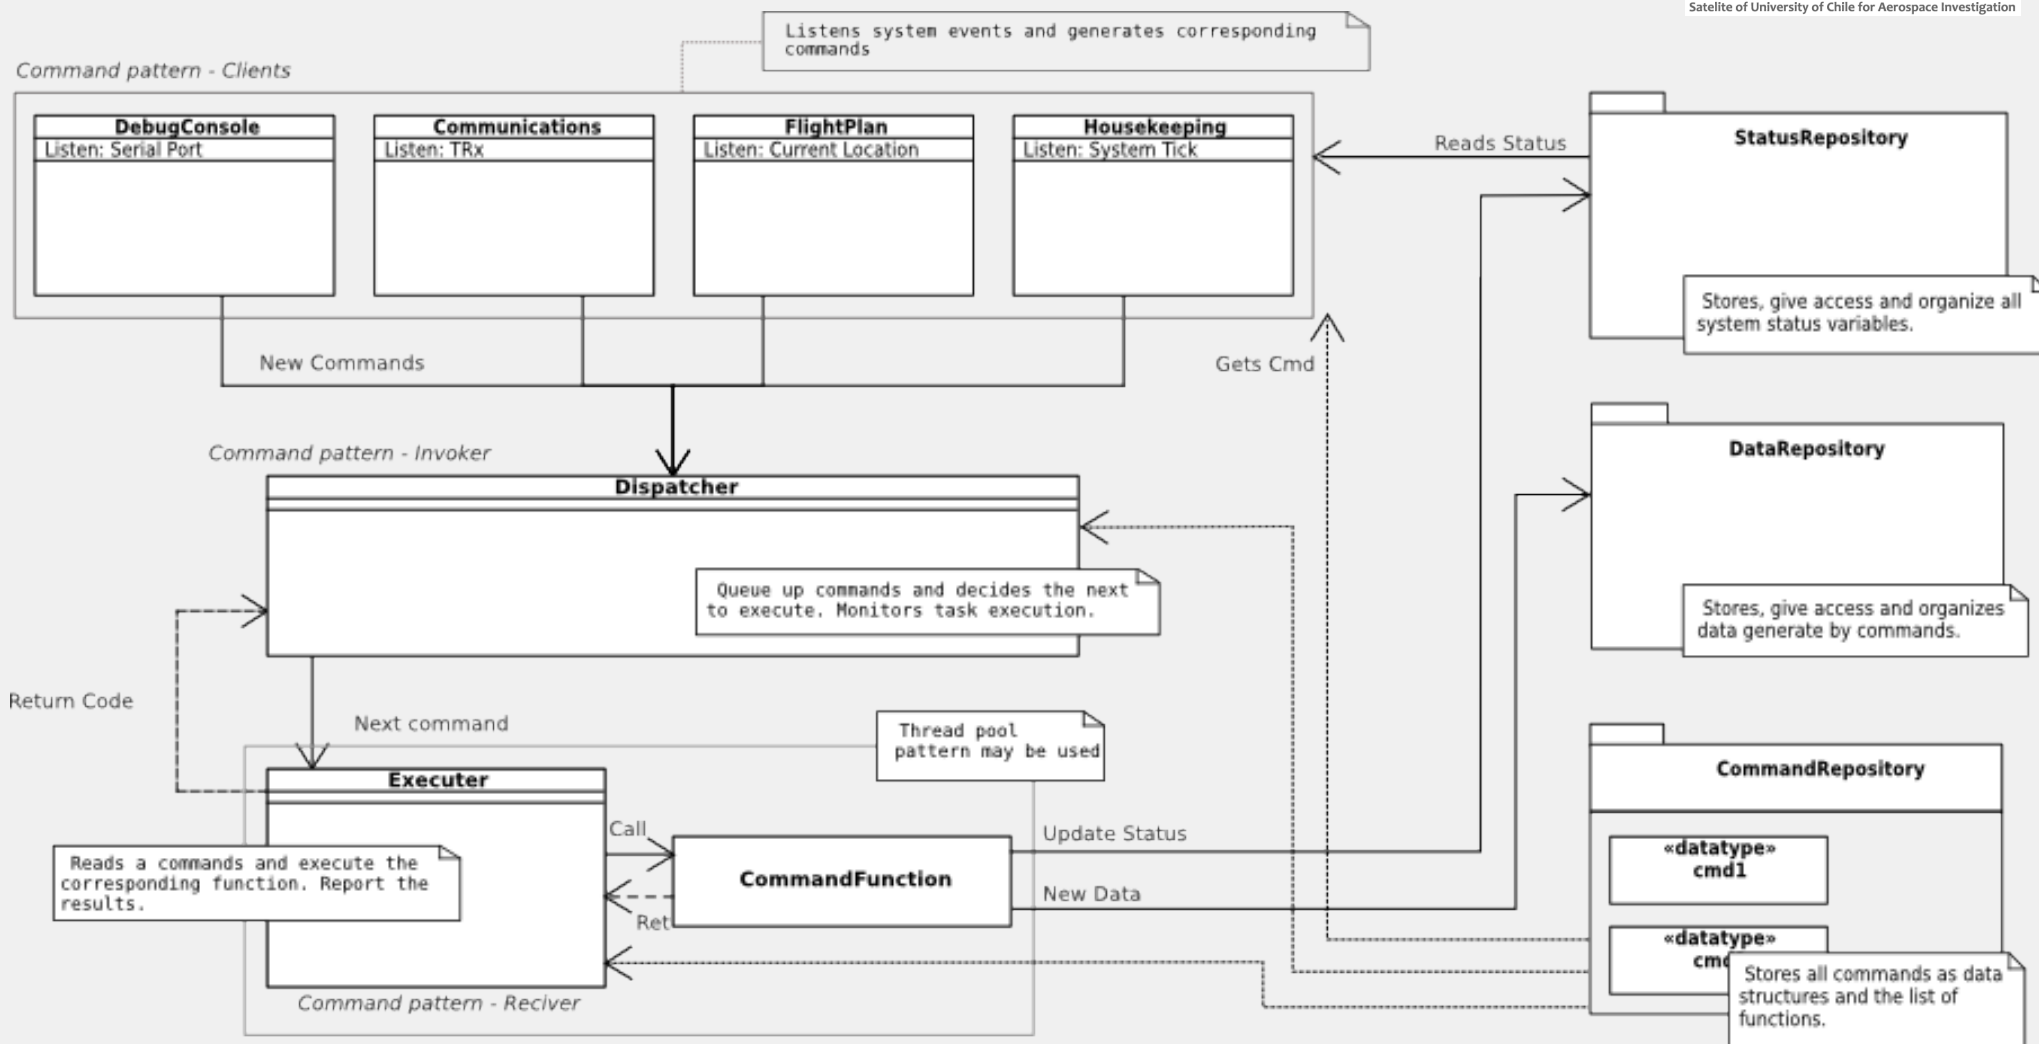 Satelite of University of Chile for Aerospace Investigation
Listens system events and generates corresponding
commands
Command pattern - Clients
DebugConsole
Listen: Serial Port
Communications
Listen: TRx
FlightPlan
Listen: Current Location
Housekeeping
Listen: System Tick
Reads Status
StatusRepository
Stores, give access and organize all
system status variables.
New Commands
Gets Cmd
Command pattern - Invoker
Dispatcher
Queue up commands and decides the next
to execute. Monitors task execution.
DataRepository
Stores, give access and organizes
data generate by commands.
Return Code
Next command
Thread pool
pattern may be used
Executer
Reads a commands and execute the
corresponding function. Report the
results.
Call
Ret
CommandFunction
Update Status
New Data
Command pattern - Reciver
CommandRepository
«datatype»
cmd1
«datatype»
Stores all commands as data
structures and the list of
functions.